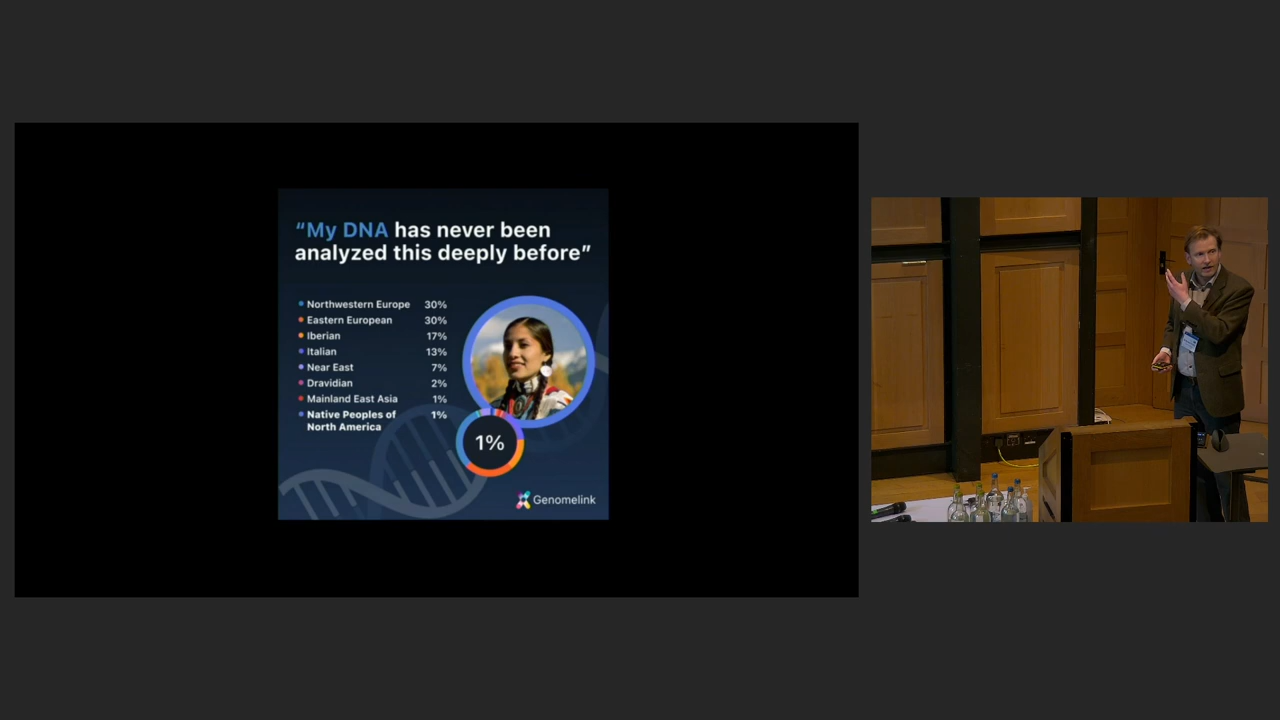 “My DNA has never been
analyzed this deeply before”
Northwestern Europe 30%
Eastern European 30%
Iberian 17%
Italian 13%
Near East 7%
Dravidian 2%
Mainland East Asia 1%
Native Peoples of 1%
North America
1%
Genomelink